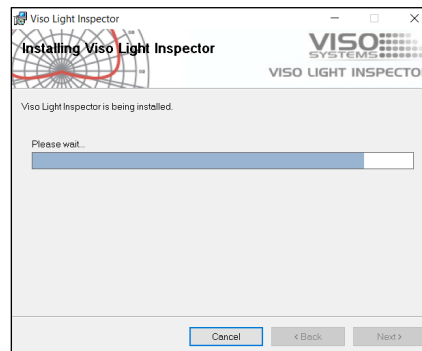 Viso Light Inspector
Installing Viso Light Inspector
VISO
SYSTEMS
VISO LIGHT INSPECTO
Viso Light Inspector is being installed.
Please wait...
Cancel
< Back
Next >